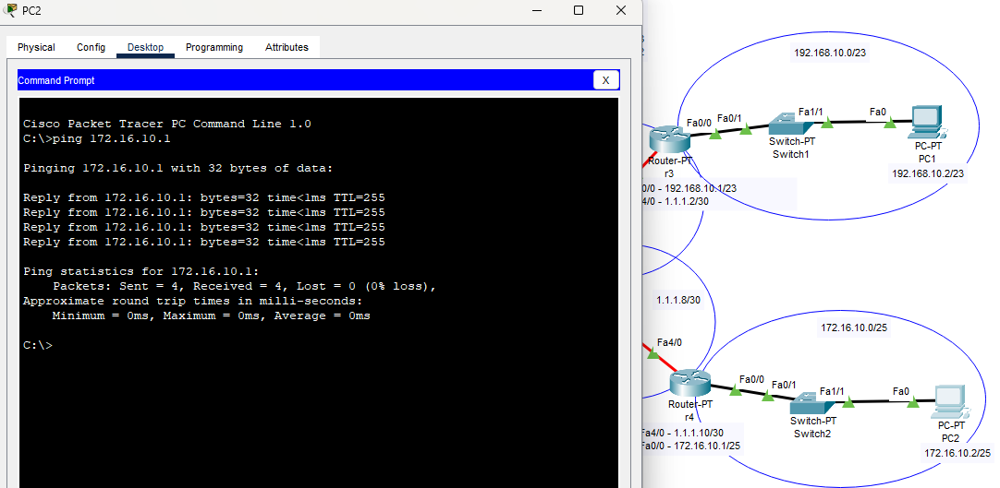 PC2
Physical Config Desktop Programming Attributes
Command Prompt
X
Cisco Packet Tracer PC Command Line 1.0
C:\>ping 172.16.10.1
Pinging 172.16.10.1 with 32 bytes of data:
Reply from 172.16.10.1: bytes=32 time<1ms TTL=255
Reply from 172.16.10.1: bytes=32 time<1ms TTL=255
Reply from 172.16.10.1: bytes=32 time<1ms TTL=255
Reply from 172.16.10.1: bytes=32 time<1ms TTL=255
Ping statistics for 172.16.10.1:
Packets: Sent = 4, Received = 4, Lost = 0 (0% loss),
Approximate round trip times in milli-seconds:
Minimum = 0ms, Maximum = 0ms, Average = 0ms
C:\>
192.168.10.0/23
Fa0/0 Fa0/1 Fa1/1 Fa0
Router-PT
r3
Switch-PT
Switch1
PC-PT
PC1
192.168.10.2/23
0/0 - 192.168.10.1/23
4/0 - 1.1.1.2/30
1.1.1.8/30
172.16.10.0/25
Fa4/0
Fa0/0 Fa0/1 Fa1/1 Fa0
Router-PT
r4
Switch-PT
Switch2
PC-PT
PC2
172.16.10.2/25
Fa4/0 - 1.1.1.10/30
Fa0/0 - 172.16.10.1/25